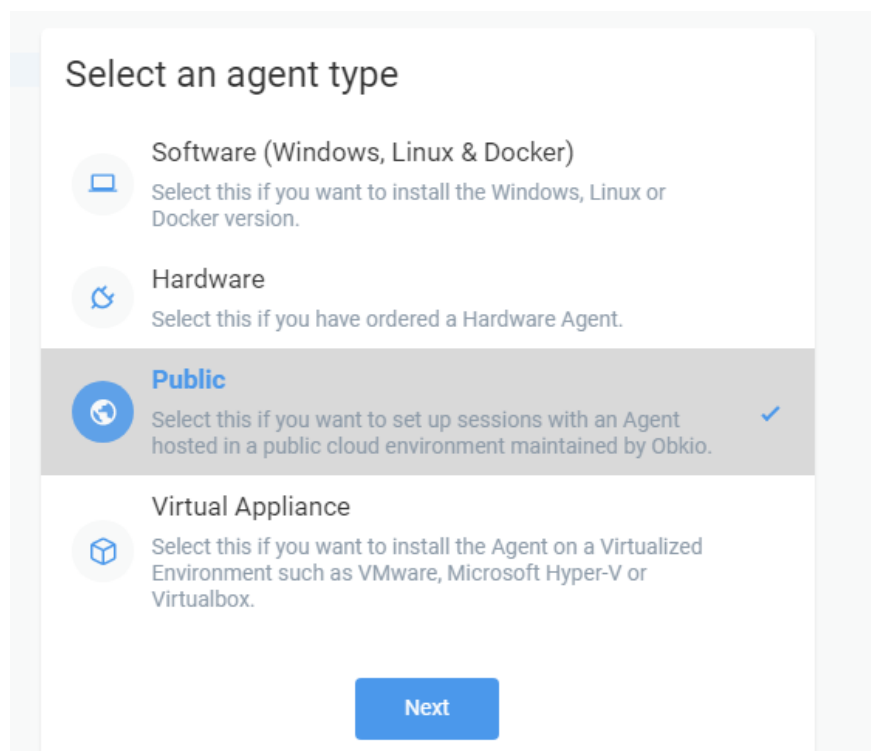 Select an agent type
Software (Windows, Linux & Docker)
Select this if you want to install the Windows, Linux or
Docker version.
Hardware
Select this if you have ordered a Hardware Agent.
Public
Select this if you want to set up sessions with an Agent
hosted in a public cloud environment maintained by Obkio.
Virtual Appliance
Select this if you want to install the Agent on a Virtualized
Environment such as VMware, Microsoft Hyper-V or
Virtualbox.
Next